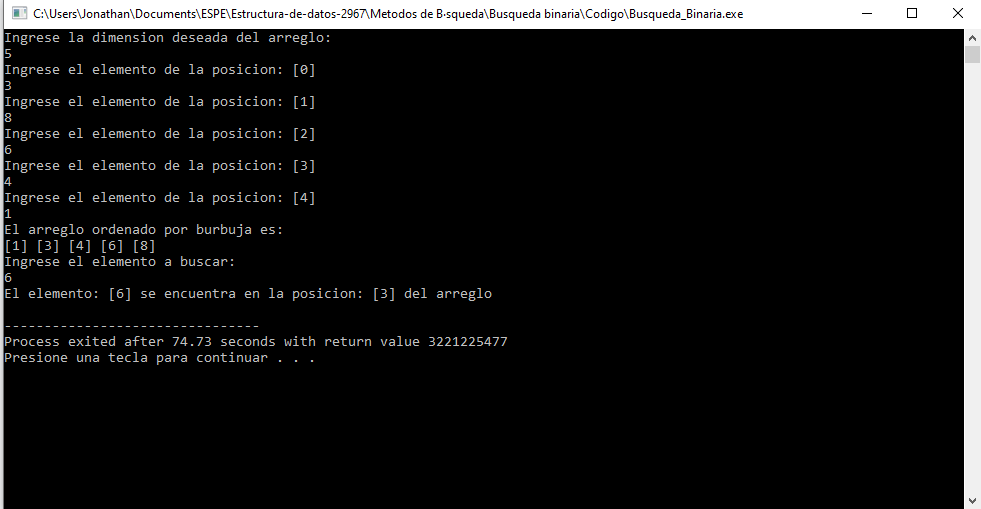 C:\Users\Jonathan\Documents\ESPE\Estructura-de-datos-2967\Metodos de B·squeda\Busqueda binaria\Codigo\Busqueda_Binaria.exe
Ingrese la dimension deseada del arreglo:
5
Ingrese el elemento de la posicion: [0]
3
Ingrese el elemento de la posicion: [1]
8
Ingrese el elemento de la posicion: [2]
6
Ingrese el elemento de la posicion: [3]
4
Ingrese el elemento de la posicion: [4]
1
El arreglo ordenado por burbuja es:
[1] [3] [4] [6] [8]
Ingrese el elemento a buscar:
6
El elemento: [6] se encuentra en la posicion: [3] del arreglo
--------------------------------
Process exited after 74.73 seconds with return value 3221225477
Presione una tecla para continuar . . .